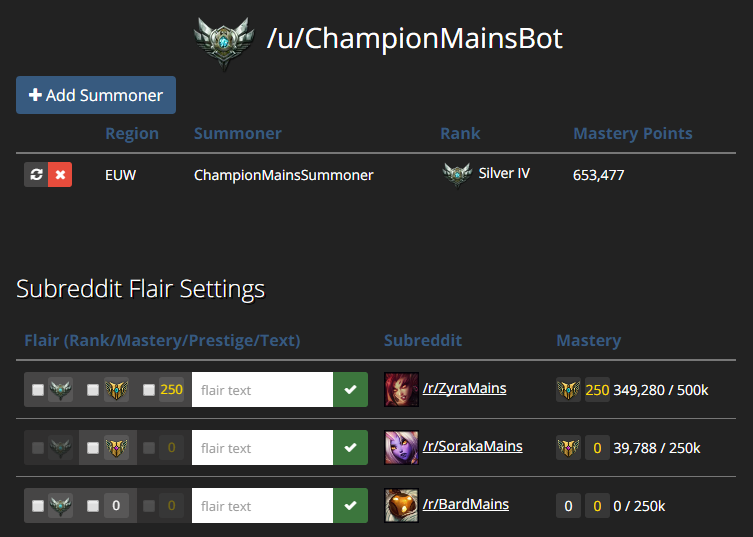 /u/ChampionMainsBot
+ Add Summoner
Region Summoner Rank Mastery Points
EUW ChampionMainsSummoner Silver IV 653,477
Subreddit Flair Settings
Flair (Rank/Mastery/Prestige/Text) Subreddit Mastery
250 flair text /r/ZyraMains 250 349,280 / 500k
0 flair text /r/SorakaMains 0 39,788 / 250k
0 0 flair text /r/BardMains 0 0 0 / 250k